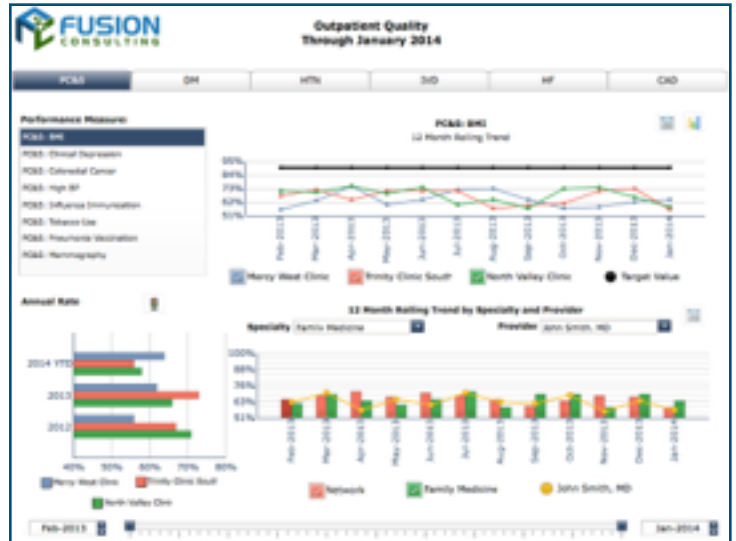 FUSION
CONSULTING
Outpatient Quality
Through January 2014
PC&S
DM
HTN
IVD
HF
CAD
Performance Measures
PC&S: BMI
PC&S: Clinical Depression
PC&S: Colorectal Cancer
PC&S: High BP
PC&S: Influenza Immunization
PC&S: Tobacco Use
PC&S: Pneumonia Vaccination
PC&S: Mammography
PC&S: BMI
12 Month Rolling Trend
95%
84%
73%
62%
51%
Feb-2013
Mar-2013
Apr-2013
May-2013
Jun-2013
Jul-2013
Aug-2013
Sep-2013
Oct-2013
Nov-2013
Dec-2013
Jan-2014
Mercy West Clinic
Trinity Clinic South
North Valley Clinic
Target Value
Annual Rate
2014 YTD
2013
2012
40% 50% 60% 70% 80%
Mercy West Clinic
Trinity Clinic South
North Valley Clinic
12 Month Rolling Trend by Specialty and Provider
Specialty Family Medicine
Provider John Smith, MD
100%
88%
76%
63%
51%
Feb-2013
Mar-2013
Apr-2013
May-2013
Jun-2013
Jul-2013
Aug-2013
Sep-2013
Oct-2013
Nov-2013
Dec-2013
Jan-2014
Network
Family Medicine
John Smith, MD
Feb-2013
Jan-2014